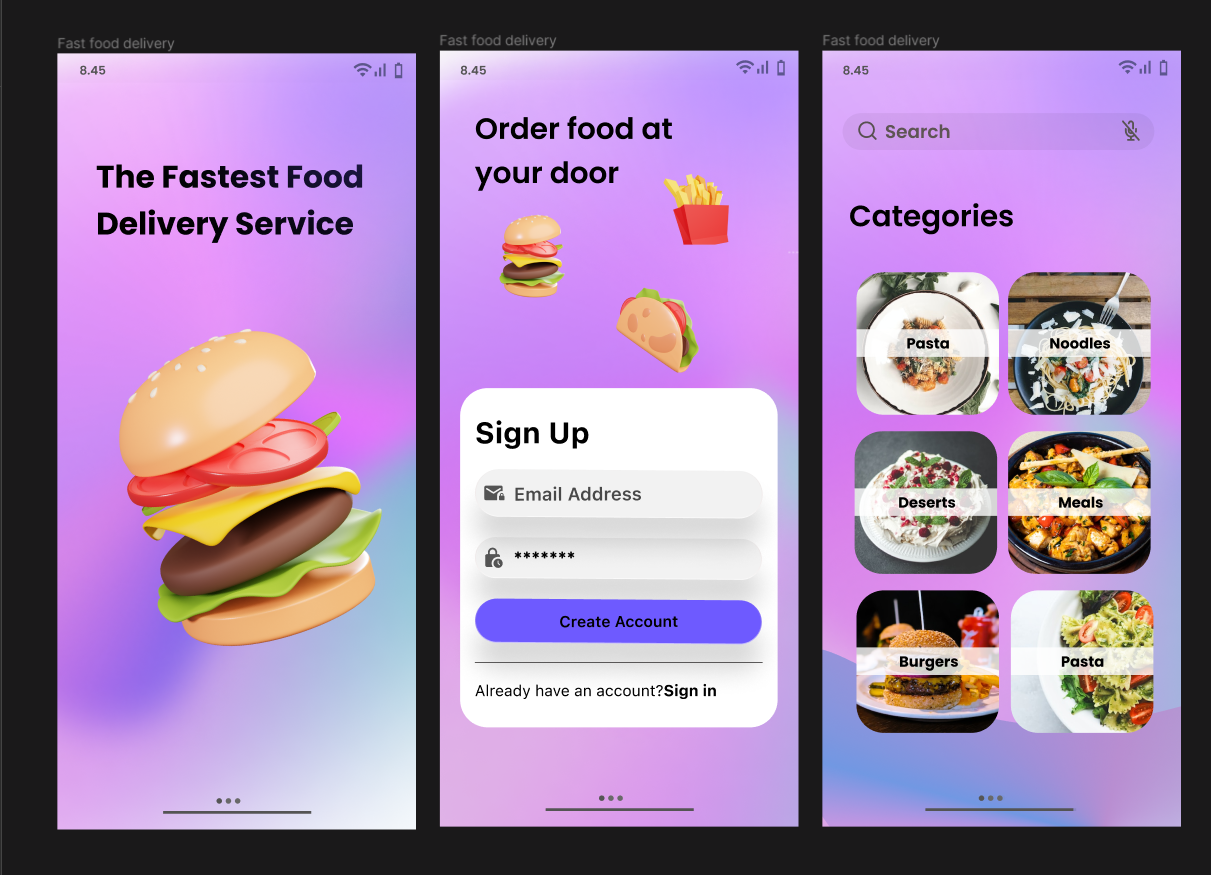 Fast food delivery
8.45
The Fastest Food
Delivery Service
Fast food delivery
8.45
Order food at
your door
Sign Up
Email Address
*******
Create Account
Already have an account?Sign in
Fast food delivery
8.45
Search
Categories
Pasta
Noodles
Deserts
Meals
Burgers
Pasta